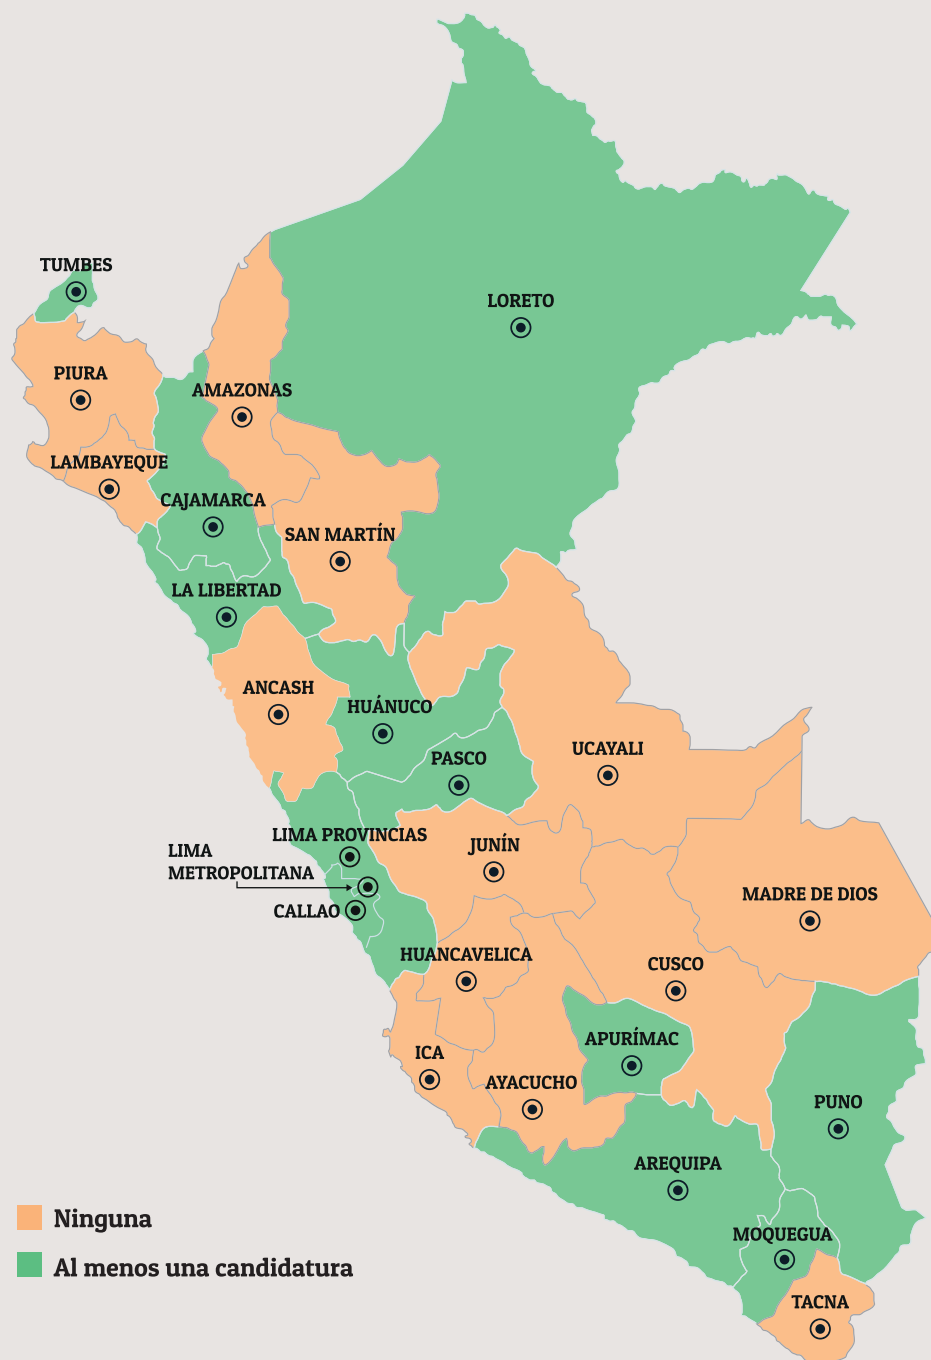 TUMBES
LORETO
PIURA
AMAZONAS
LAMBAYEQUE
CAJAMARCA
SAN MARTÍN
LA LIBERTAD
ANCASH
HUÁNUCO
UCAYALI
PASCO
LIMA PROVINCIAS
JUNÍN
LIMA
METROPOLITANA
MADRE DE DIOS
CALLAO
HUANCAVELICA
CUSCO
APURÍMAC
ICA
AYACUCHO
PUNO
AREQUIPA
Ninguna
MOQUEGUA
Al menos una candidatura
TACNA